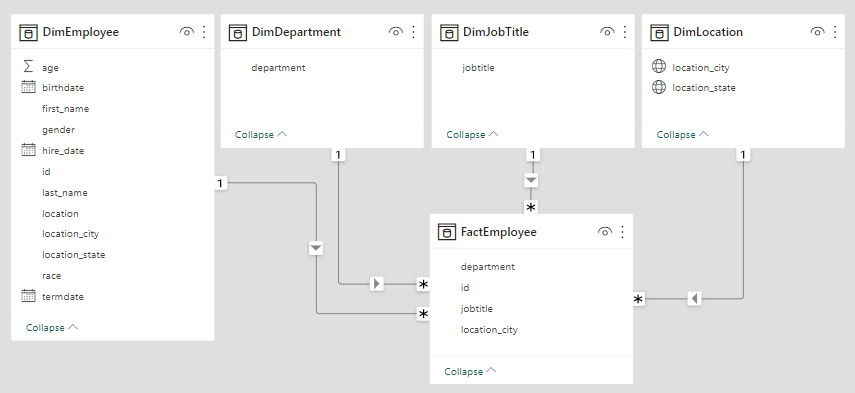 DimEmployee
age
birthdate
first_name
gender
hire_date
id
last_name
location
location_city
location_state
race
termdate
Collapse
DimDepartment
department
Collapse
DimJobTitle
jobtitle
Collapse
DimLocation
location_city
location_state
Collapse
1
1
1
1
*
*
*
*
FactEmployee
department
id
jobtitle
location_city
Collapse